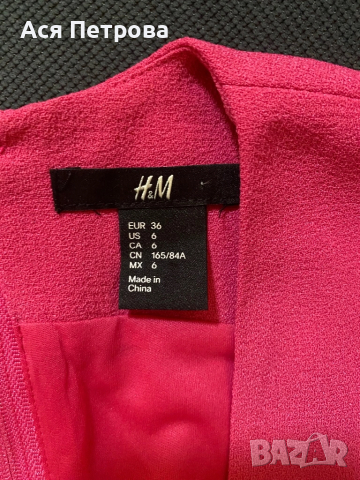 Ася Петрова
H&M
EUR 36
US 6
CA 6
CN 165/84A
MX 6
Made in
China
BAZAR